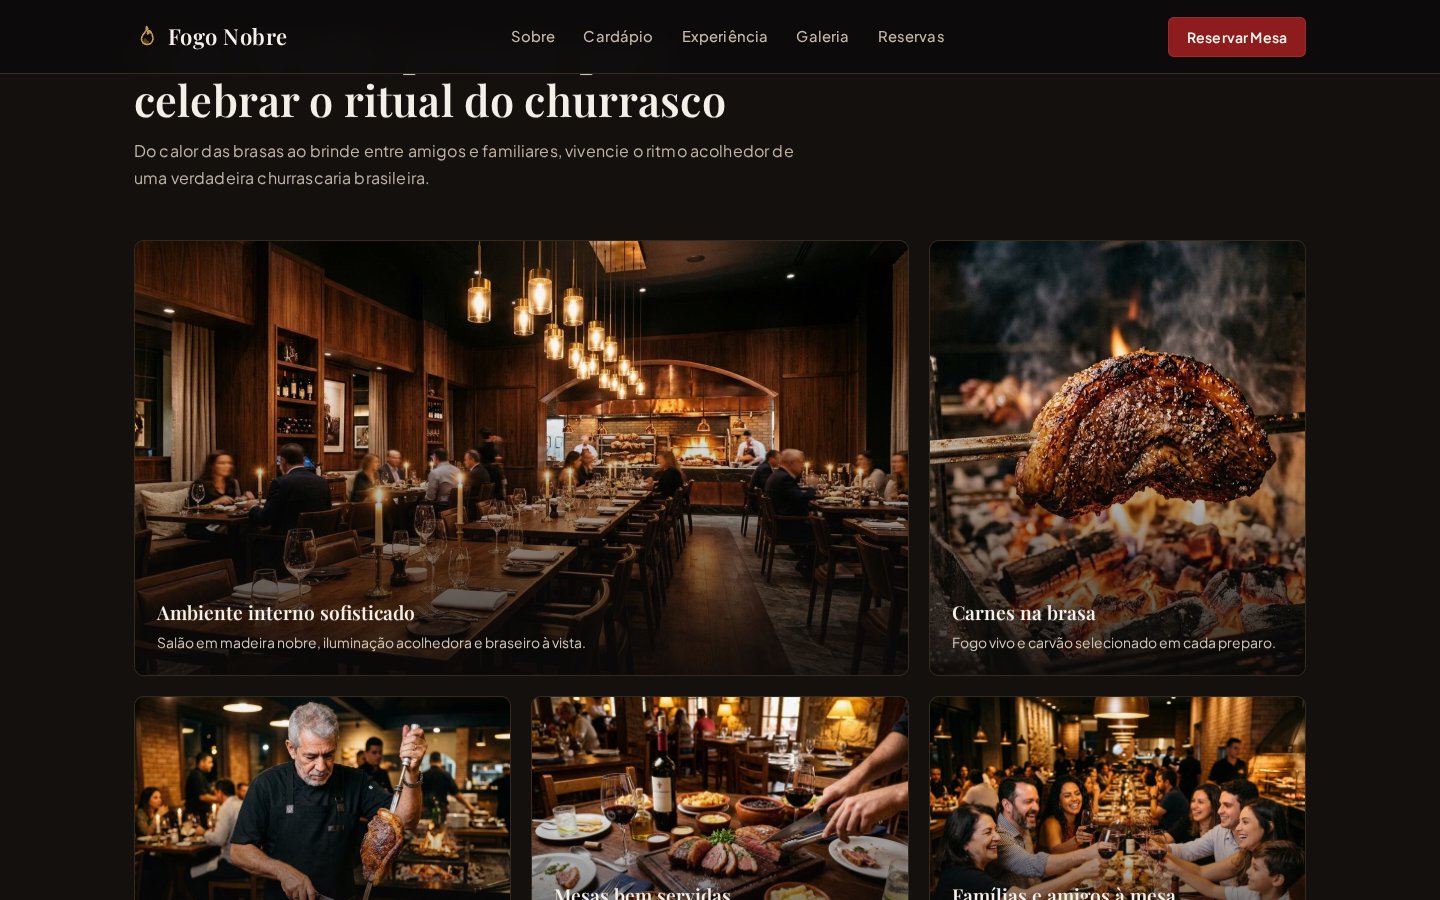 Fogo Nobre
Sobre
Cardápio
Experiência
Galeria
Reservas
Reservar Mesa
celebrar o ritual do churrasco
Do calor das brasas ao brinde entre amigos e familiares, vivencie o ritmo acolhedor de
uma verdadeira churrascaria brasileira.
Ambiente interno sofisticado
Salão em madeira nobre, iluminação acolhedora e braseiro à vista.
Carnes na brasa
Fogo vivo e carvão selecionado em cada preparo.
Mesas bem servidas
Famílias e amigos à mesa